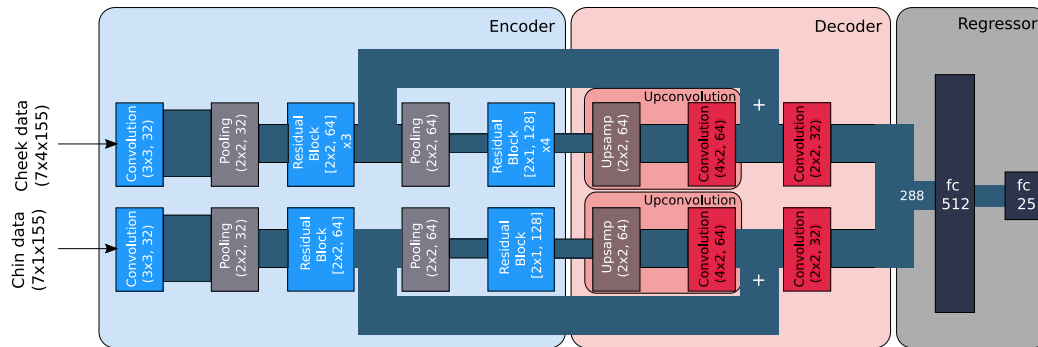 Encoder
Decoder
Regressor
Cheek data
(7x4x155)
Convolution
(3x3, 32)
Pooling
(2x2, 32)
Residual
Block
[2x2, 64]
x3
Pooling
(2x2, 64)
Residual
Block
[2x1, 128]
x4
Upconvolution
Upsamp
(2x2, 64)
Convolution
(4x2, 64)
+
Convolution
(2x2, 32)
Chin data
(7x1x155)
Convolution
(3x3, 32)
Pooling
(2x2, 32)
Residual
Block
[2x2, 64]
Pooling
(2x2, 64)
Residual
Block
[2x1, 128]
Upconvolution
Upsamp
(2x2, 64)
Convolution
(4x2, 64)
+
Convolution
(2x2, 32)
288
fc
512
fc
25